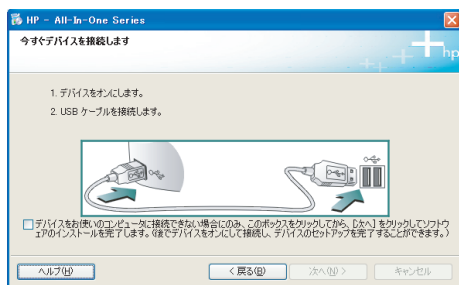 HP - All-In-One Series
今すぐデバイスを接続します
hp
1. デバイスをオンにします。
2. USB ケーブルを接続します。
デバイスをお使いのコンピュータに接続できない場合にのみ、このボックスをクリックしてから、[次へ] をクリックしてソフトウ
ェアのインストールを完了します。(後でデバイスをオンにして接続し、デバイスのセットアップを完了することができます。)
ヘルプ(H)
< 戻る(B)
次へ(N) >
キャンセル